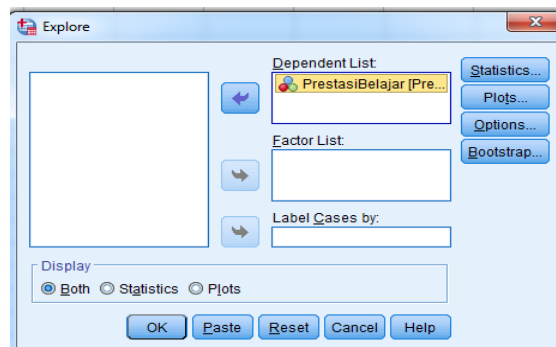 Explore
Dependent List:
PrestasiBelajar [Pre...
Statistics...
Plots...
Options...
Bootstrap...
Factor List:
Label Cases by:
Display
Both Statistics Plots
OK Paste Reset Cancel Help